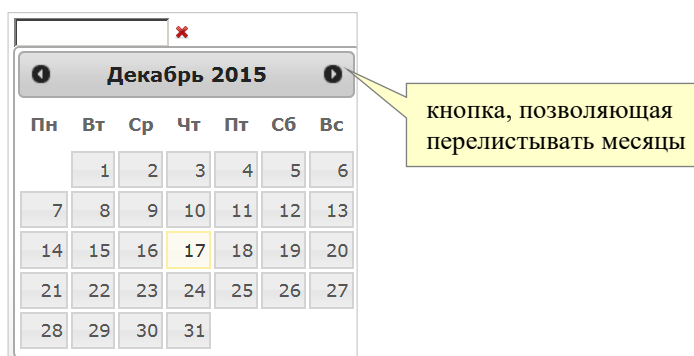 Декабрь 2015
Пн Вт Ср Чт Пт Сб Вс
1 2 3 4 5 6
7 8 9 10 11 12 13
14 15 16 17 18 19 20
21 22 23 24 25 26 27
28 29 30 31
кнопка, позволяющая
перелистывать месяцы